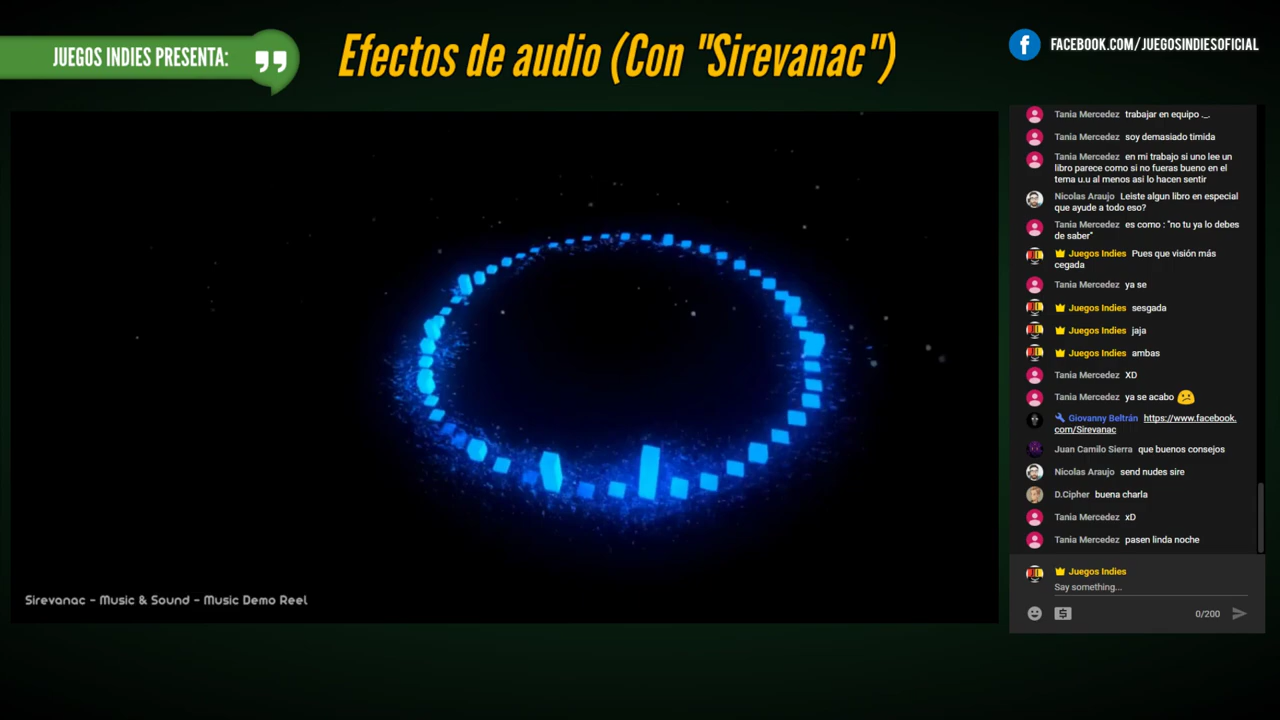 JUEGOS INDIES PRESENTA:
Efectos de audio (Con "Sirevanac")
FACEBOOK.COM/JUEGOSINDIESOFICIAL
Tania Mercedez trabajar en equipo ._.
Tania Mercedez soy demasiado timida
Tania Mercedez en mi trabajo si uno lee un
libro parece como si no fueras bueno en el
tema u.u al menos asi lo hacen sentir
Nicolas Araujo Leiste algun libro en especial
que ayude a todo eso?
Tania Mercedez es como : "no tu ya lo debes
de saber"
Juegos Indies Pues que visión más
cegada
Tania Mercedez ya se
Juegos Indies sesgada
Juegos Indies jaja
Juegos Indies ambas
Tania Mercedez XD
Tania Mercedez ya se acabo
Giovanny Beltrán https://www.facebook.
com/Sirevanac
Juan Camilo Sierra que buenos consejos
Nicolas Araujo send nudes sire
D.Cipher buena charla
Tania Mercedez xD
Tania Mercedez pasen linda noche
Juegos Indies
Say something...
0/200
Sirevanac - Music & Sound - Music Demo Reel